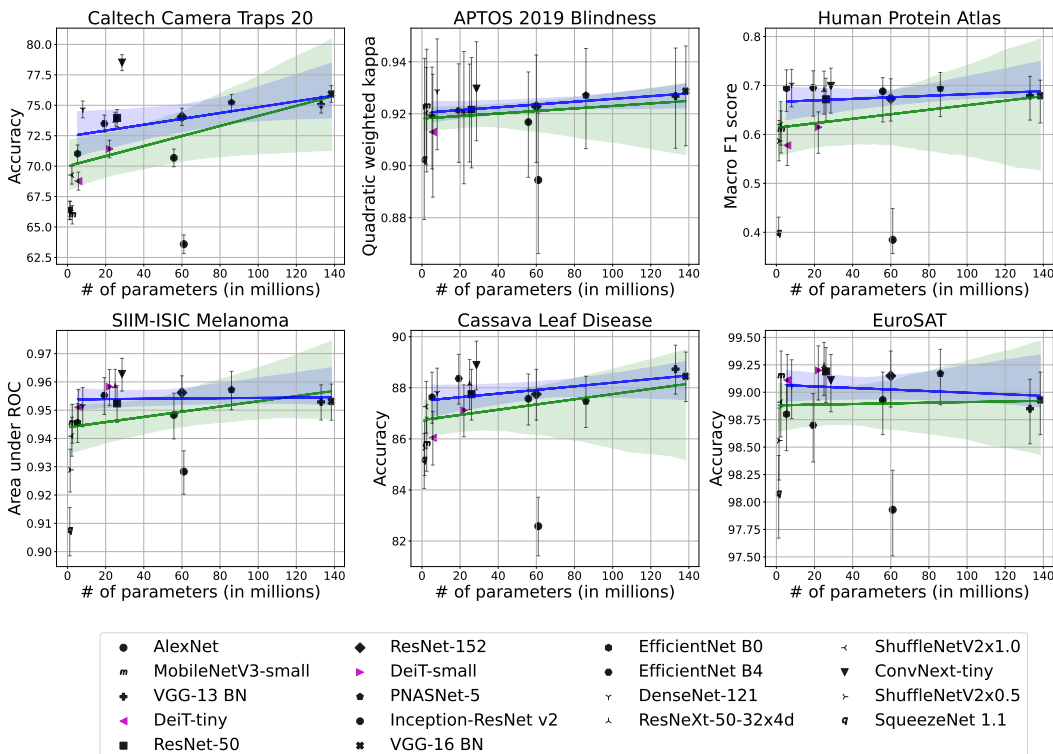 Caltech Camera Traps 20
APTOS 2019 Blindness
Human Protein Atlas
80.0
77.5
75.0
72.5
70.0
67.5
65.0
62.5
Accuracy
0 20 40 60 80 100 120 140
# of parameters (in millions)
0.94
0.92
0.90
0.88
Quadratic weighted kappa
0 20 40 60 80 100 120 140
# of parameters (in millions)
0.8
0.7
0.6
0.5
0.4
Macro F1 score
0 20 40 60 80 100 120 140
# of parameters (in millions)
SIIM-ISIC Melanoma
Cassava Leaf Disease
EuroSAT
0.97
0.96
0.95
0.94
0.93
0.92
0.91
0.90
Area under ROC
0 20 40 60 80 100 120 140
# of parameters (in millions)
90
88
86
84
82
Accuracy
0 20 40 60 80 100 120 140
# of parameters (in millions)
99.50
99.25
99.00
98.75
98.50
98.25
98.00
97.75
97.50
Accuracy
0 20 40 60 80 100 120 140
# of parameters (in millions)
AlexNet
MobileNetV3-small
VGG-13 BN
DeiT-tiny
ResNet-50
ResNet-152
DeiT-small
PNASNet-5
Inception-ResNet v2
VGG-16 BN
EfficientNet B0
EfficientNet B4
DenseNet-121
ResNeXt-50-32x4d
ShuffleNetV2x1.0
ConvNext-tiny
ShuffleNetV2x0.5
SqueezeNet 1.1